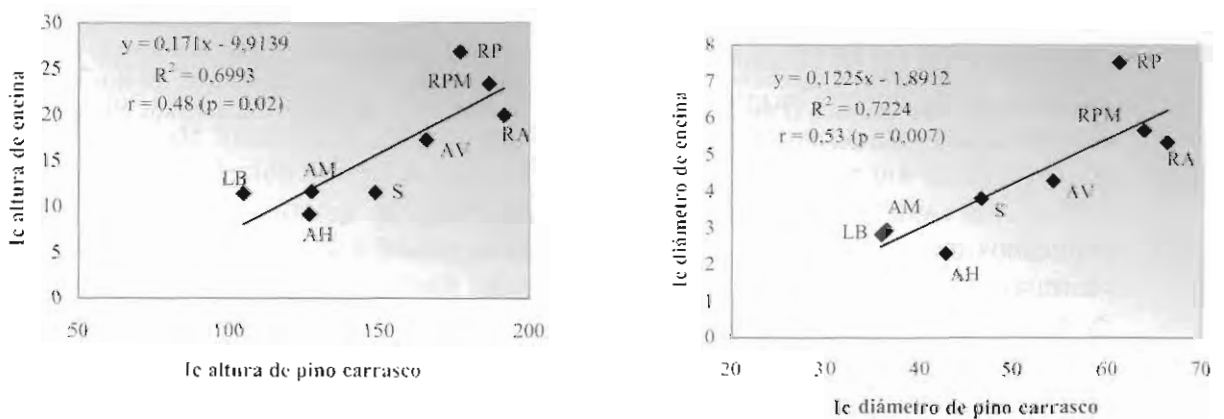 30
25
20
15
10
5
0
y = 0,171x - 9,9139
R² = 0,6993
r = 0,48 (p = 0,02)
RP
RPM
RA
AV
LB
AM
S
AH
50
100
150
200
Ic altura de encina
Ic altura de pino carrasco
8
7
6
5
4
3
2
1
0
y = 0,1225x - 1,8912
R² = 0,7224
r = 0,53 (p = 0,007)
RP
RPM
RA
AV
S
AM
LB
AH
20
30
40
50
60
70
Ic diámetro de encina
Ic diámetro de pino carrasco